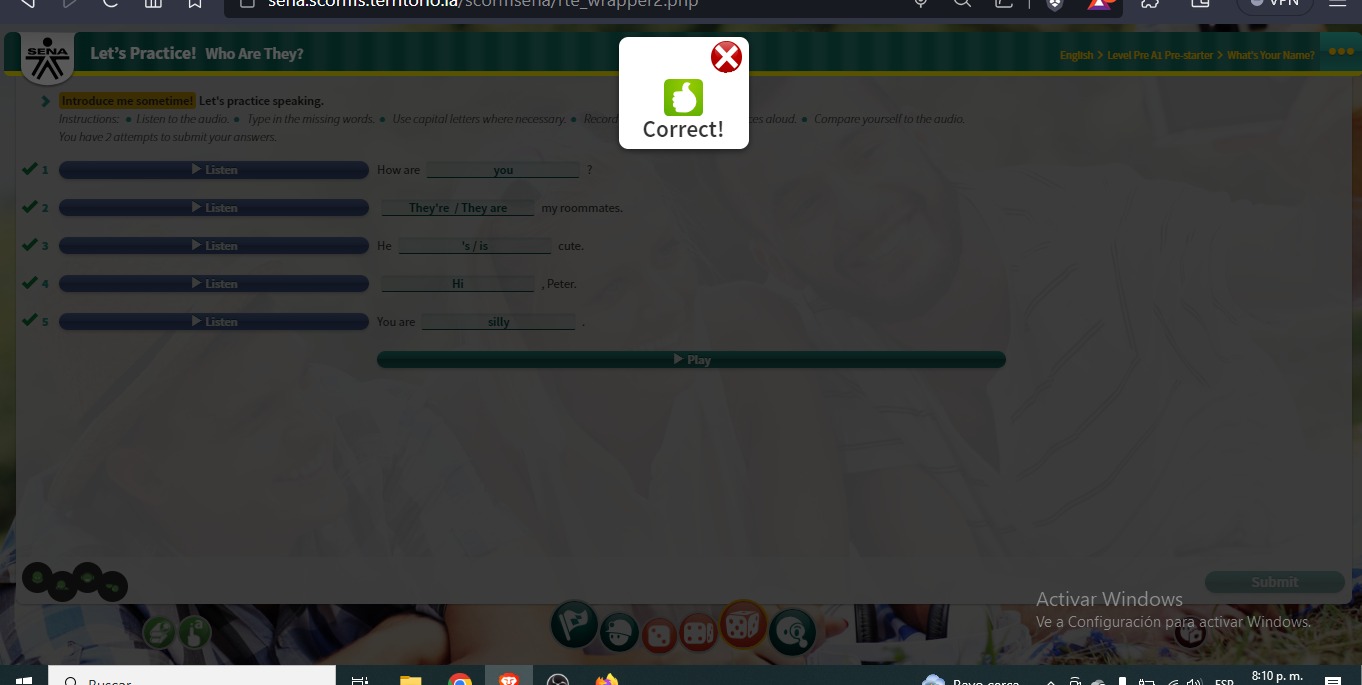 sena.scorms.territorio.la/scormsena/rte_wrapper2.php
VPN
SENA
Let's Practice! Who Are They?
English > Level Pre A1 Pre-starter > What's Your Name?
Correct!
Introduce me sometime! Let's practice speaking.
Instructions: • Listen to the audio. • Type in the missing words. • Use capital letters where necessary. • Record ces aloud. • Compare yourself to the audio.
You have 2 attempts to submit your answers.
1 Listen How are you ?
2 Listen They're / They are my roommates.
3 Listen He 's / is cute.
4 Listen Hi , Peter.
5 Listen You are silly .
Play
Submit
Activar Windows
Ve a Configuración para activar Windows.
Buscar
ESP
8:10 p. m.